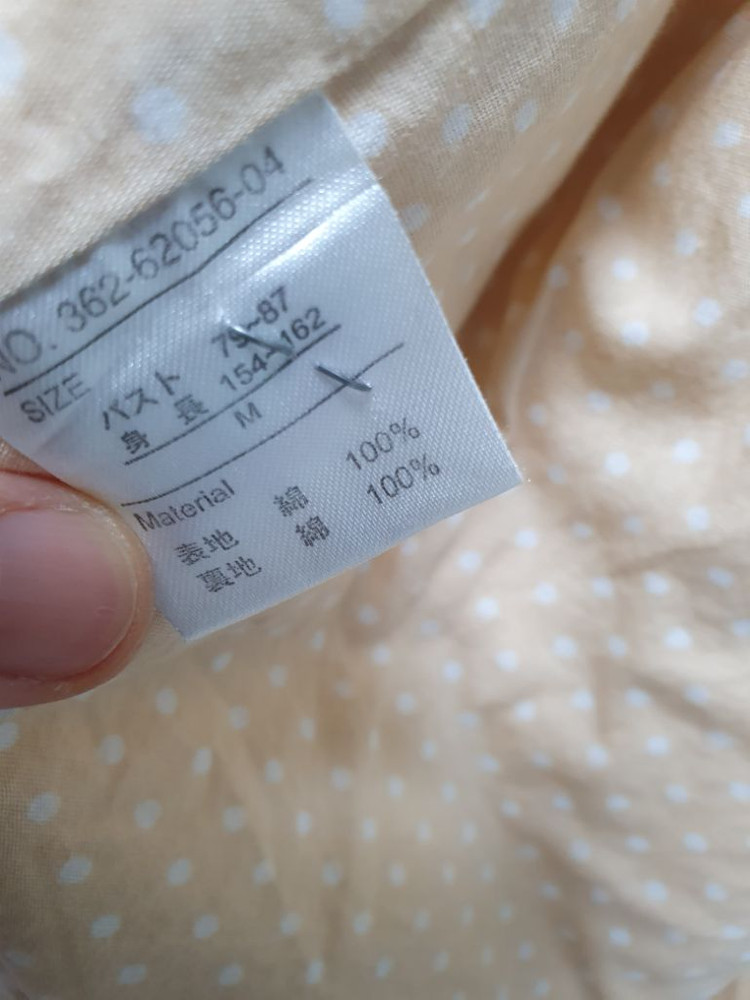 NO. 362-62056-04
SIZE
バスト 79~87
身長 154~162
M
Material
表地 綿 100%
裏地 綿 100%